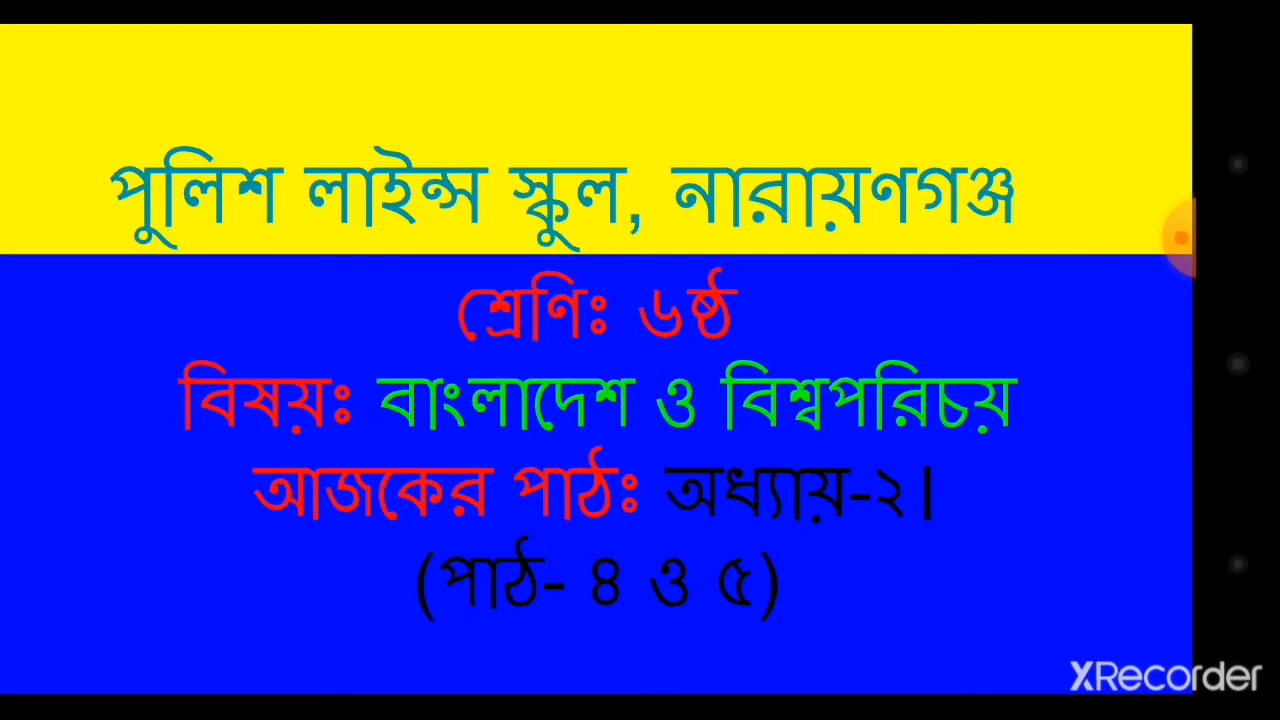 পুলিশ লাইন্স স্কুল, নারায়ণগঞ্জ
শ্রেণিঃ ৬ষ্ঠ
বিষয়ঃ বাংলাদেশ ও বিশ্বপরিচয়
আজকের পাঠঃ অধ্যায়-২।
(পাঠ- ৪ ও ৫)
XRecorder